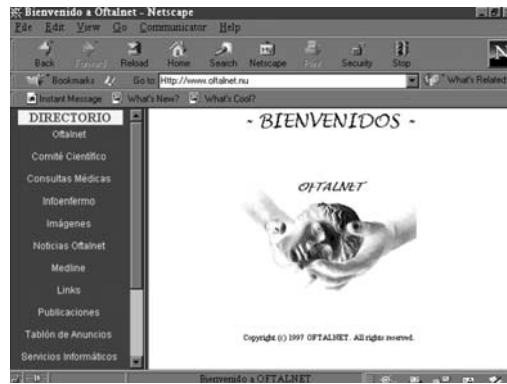 Bienvenido a Oftalnet - Netscape
File Edit View Go Communicator Help
Back Forward Reload Home Search Netscape Print Security Stop
N
Bookmarks Go to: Http://www.oftalnet.nu What's Related
Instant Message What's New? What's Cool?
DIRECTORIO
Oftalnet
Comité Científico
Consultas Médicas
Infoenfermo
Imágenes
Noticias Oftalnet
Medline
Links
Publicaciones
Tablón de Anuncios
Servicios Informáticos
- BIENVENIDOS -
OFTALNET
Copyright (c) 1997 OFTALNET. All rights reserved.
Bienvenido a OFTALNET